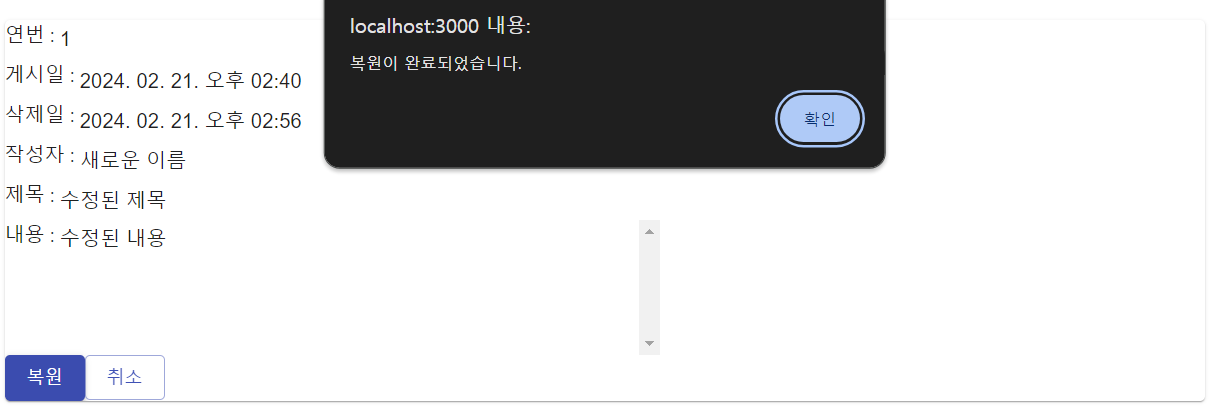 localhost:3000 내용:
복원이 완료되었습니다.
확인
연번 : 1
게시일 : 2024. 02. 21. 오후 02:40
삭제일 : 2024. 02. 21. 오후 02:56
작성자 : 새로운 이름
제목 : 수정된 제목
내용 : 수정된 내용
복원 취소